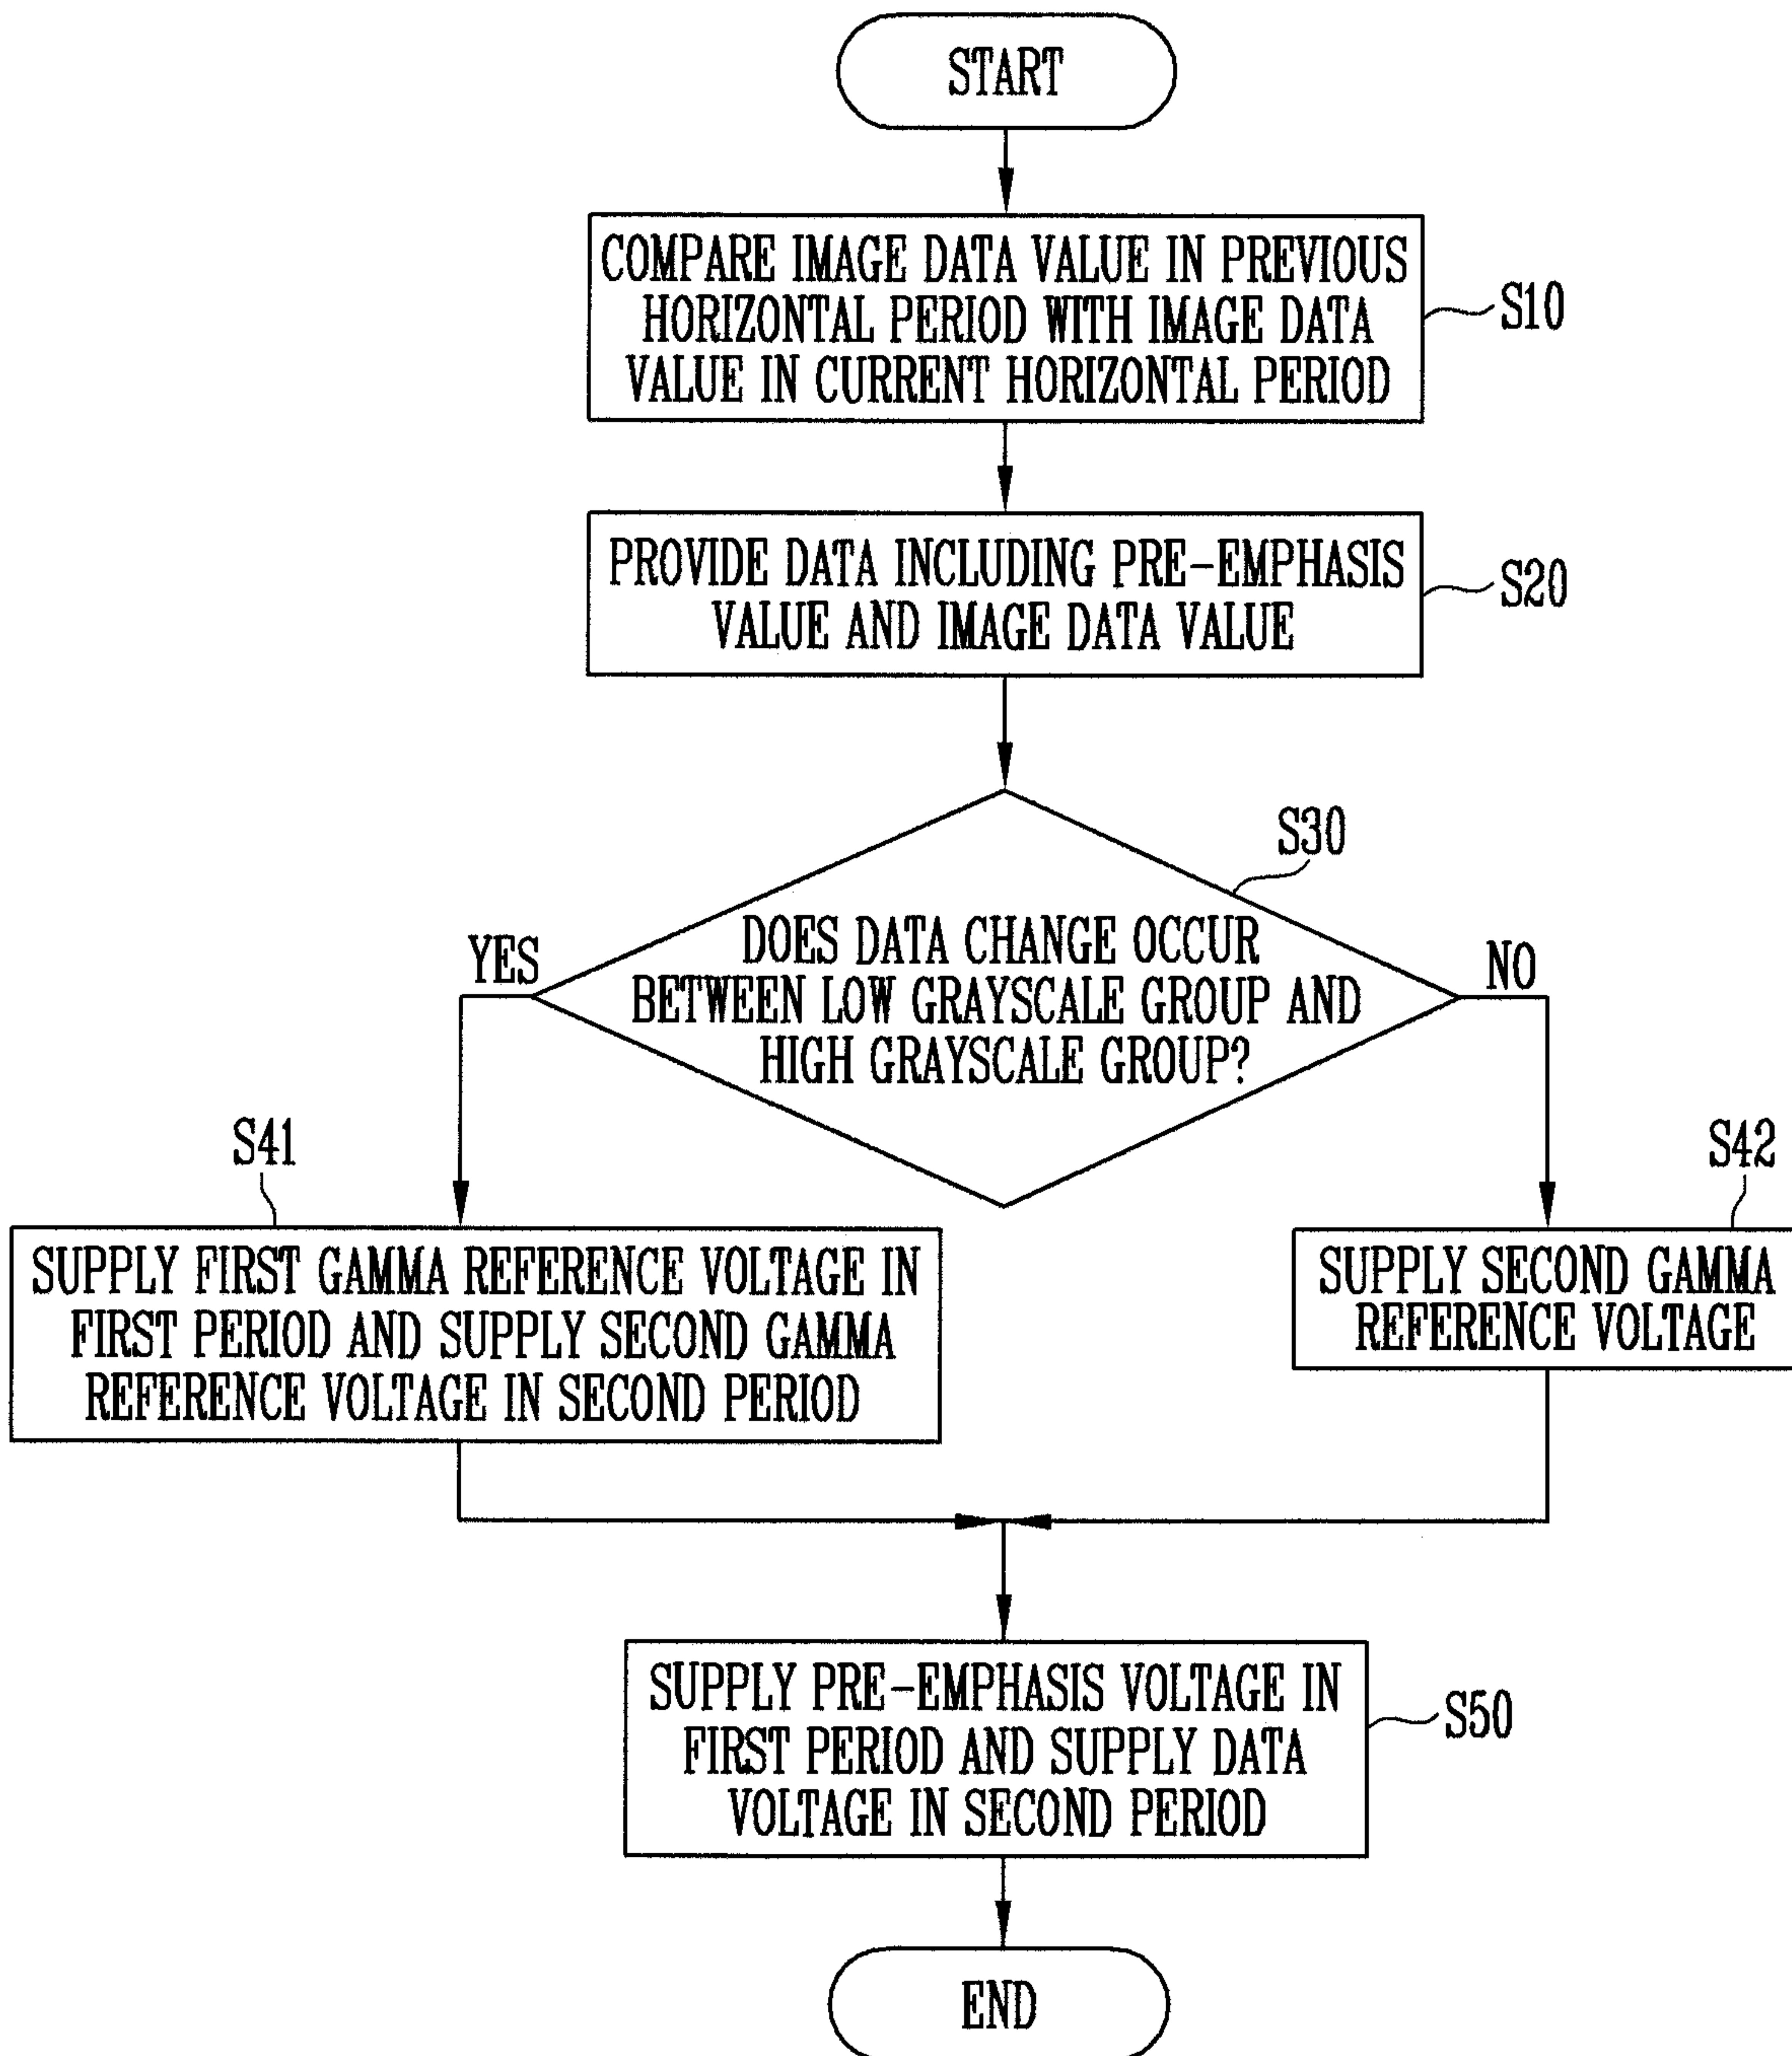 START
COMPARE IMAGE DATA VALUE IN PREVIOUS
HORIZONTAL PERIOD WITH IMAGE DATA
VALUE IN CURRENT HORIZONTAL PERIOD
S10
PROVIDE DATA INCLUDING PRE-EMPHASIS
VALUE AND IMAGE DATA VALUE
S20
S30
DOES DATA CHANGE OCCUR
BETWEEN LOW GRAYSCALE GROUP AND
HIGH GRAYSCALE GROUP?
YES
NO
S41
SUPPLY FIRST GAMMA REFERENCE VOLTAGE IN
FIRST PERIOD AND SUPPLY SECOND GAMMA
REFERENCE VOLTAGE IN SECOND PERIOD
S42
SUPPLY SECOND GAMMA
REFERENCE VOLTAGE
SUPPLY PRE-EMPHASIS VOLTAGE IN
FIRST PERIOD AND SUPPLY DATA
VOLTAGE IN SECOND PERIOD
S50
END